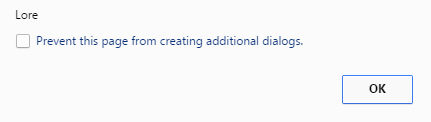 Lore
Prevent this page from creating additional dialogs.
OK